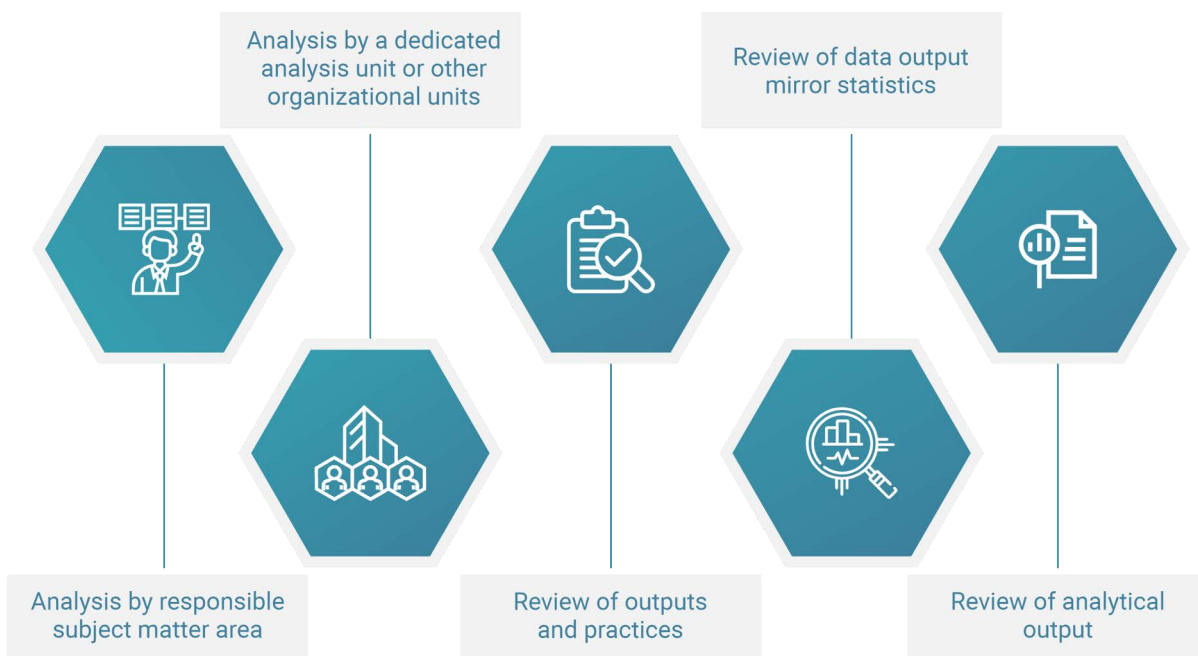 Analysis by a dedicated
analysis unit or other
organizational units
Review of data output
mirror statistics
Analysis by responsible
subject matter area
Review of outputs
and practices
Review of analytical
output